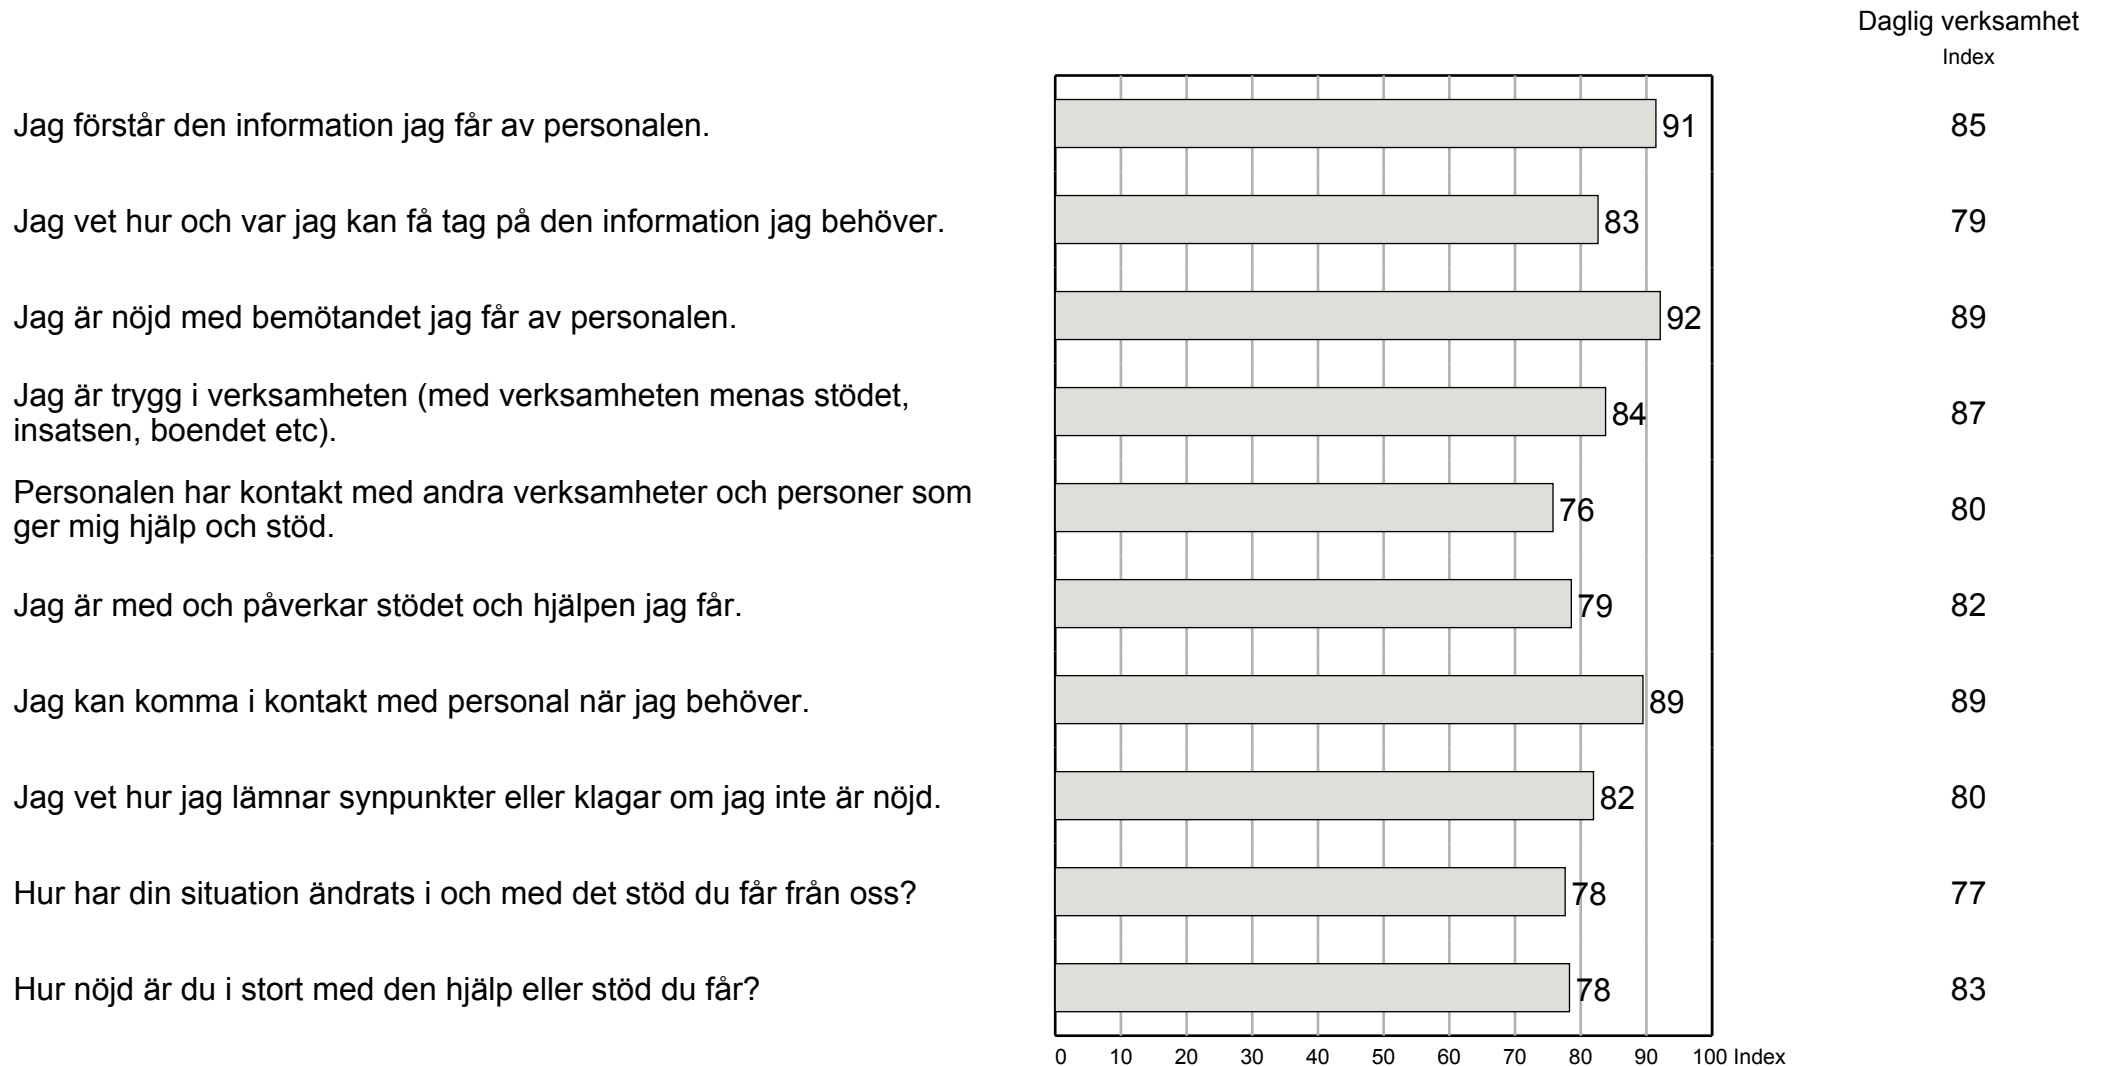 Daglig verksamhet
Index
Jag förstår den information jag får av personalen. 91 85
Jag vet hur och var jag kan få tag på den information jag behöver. 83 79
Jag är nöjd med bemötandet jag får av personalen. 92 89
Jag är trygg i verksamheten (med verksamheten menas stödet,
insatsen, boendet etc). 84 87
Personalen har kontakt med andra verksamheter och personer som
ger mig hjälp och stöd. 76 80
Jag är med och påverkar stödet och hjälpen jag får. 79 82
Jag kan komma i kontakt med personal när jag behöver. 89 89
Jag vet hur jag lämnar synpunkter eller klagar om jag inte är nöjd. 82 80
Hur har din situation ändrats i och med det stöd du får från oss? 78 77
Hur nöjd är du i stort med den hjälp eller stöd du får? 78 83
0 10 20 30 40 50 60 70 80 90 100 Index